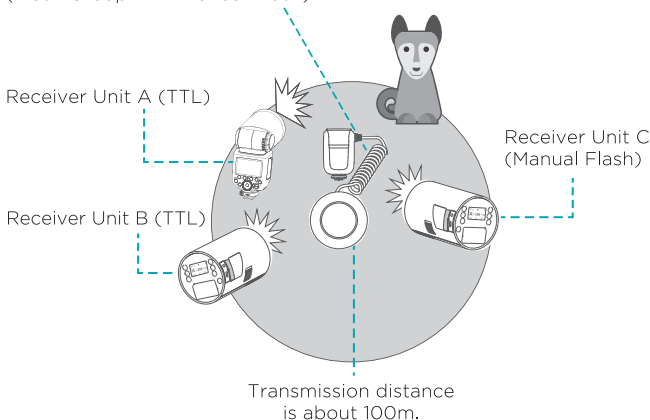 Receiver Unit A (TTL)
Receiver Unit C
(Manual Flash)
Receiver Unit B (TTL)
Transmission distance
is about 100m.